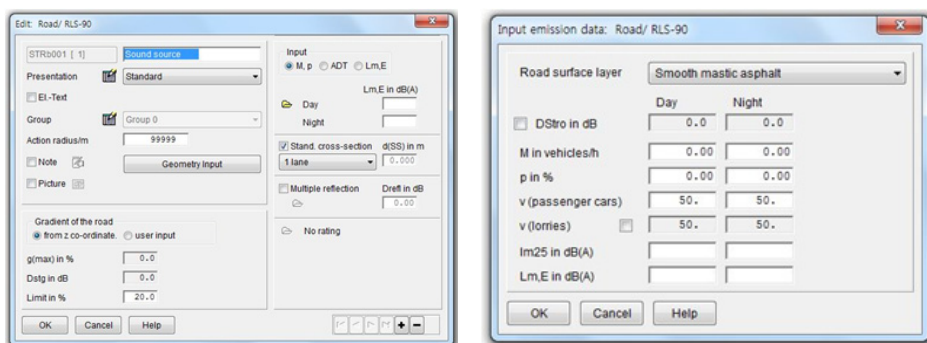 Edit: Road/ RLS-90
STRb001 [ 1] Sound source
Presentation Standard
El.-Text
Group Group 0
Action radius/m 99999
Note Geometry Input
Picture
Gradient of the road
from z co-ordinate. user input
g(max) in % 0.0
Dstg in dB 0.0
Limit in % 20.0
OK Cancel Help
Input
M, p ADT Lm,E
Lm,E in dB(A)
Day
Night
Stand. cross-section d(SS) in m
1 lane 0.000
Multiple reflection Drefl in dB
0.00
No rating
Input emission data: Road/ RLS-90
Road surface layer Smooth mastic asphalt
Day Night
DStro in dB 0.0 0.0
M in vehicles/h 0.00 0.00
p in % 0.00 0.00
v (passenger cars) 50. 50.
v (lorries) 50. 50.
lm25 in dB(A)
Lm,E in dB(A)
OK Cancel Help